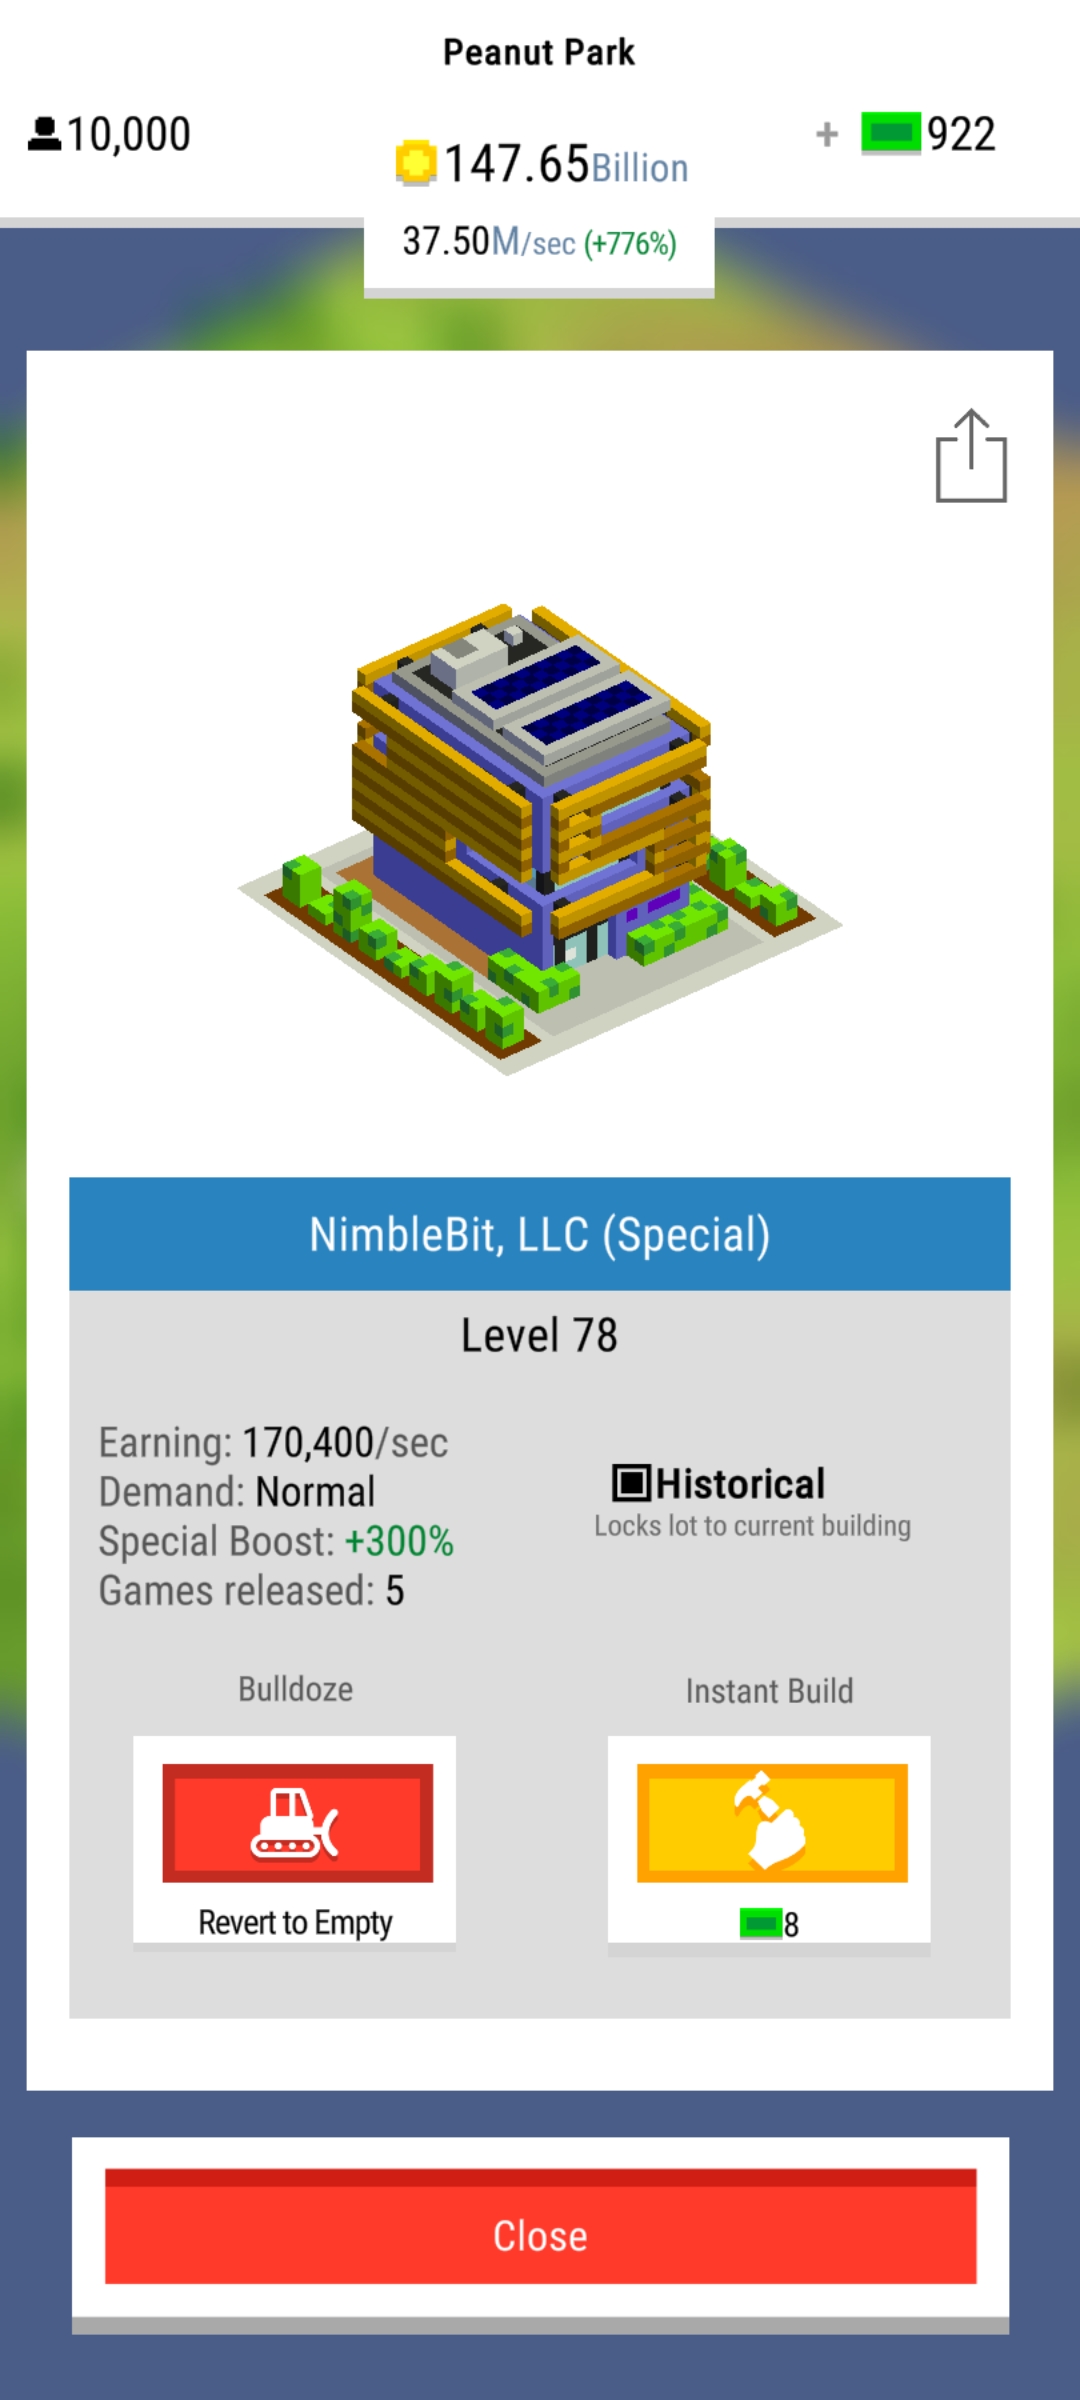 Peanut Park
10,000
147.65Billion
+ 922
37.50M/sec (+776%)
NimbleBit, LLC (Special)
Level 78
Earning: 170,400/sec
Demand: Normal
Special Boost: +300%
Games released: 5
Historical
Locks lot to current building
Bulldoze
Revert to Empty
Instant Build
8
Close